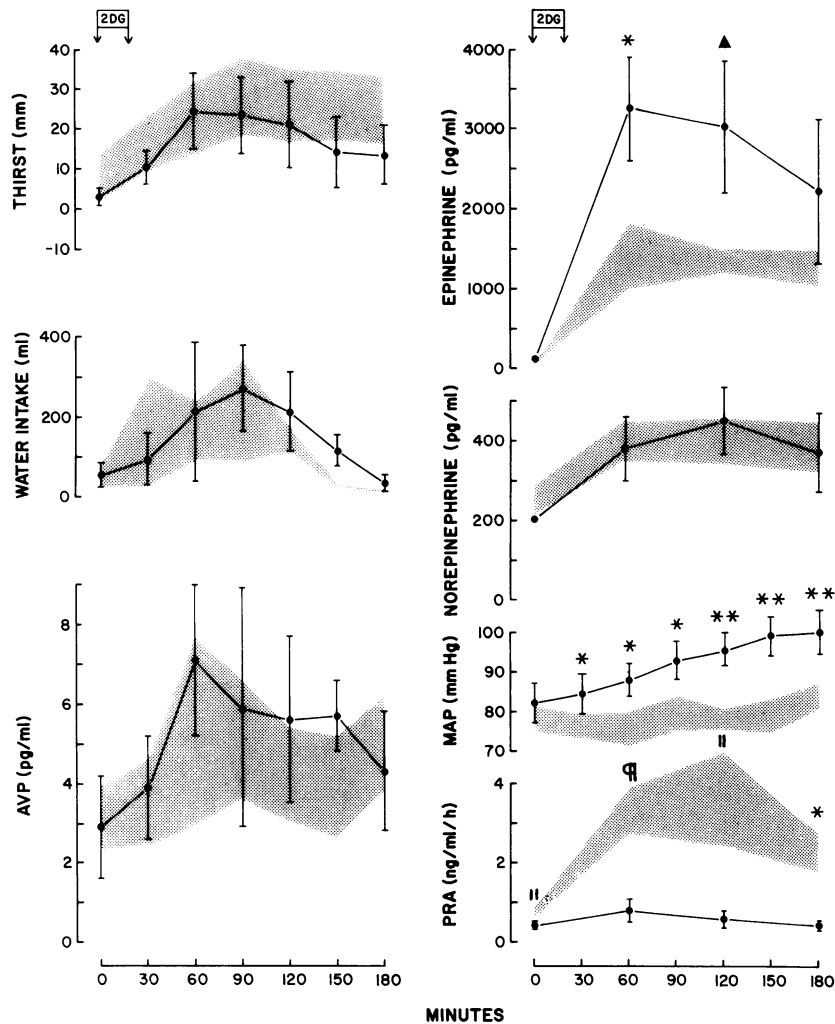 2DG
THIRST (mm)
40
30
20
10
0
-10
WATER INTAKE (ml)
400
200
0
AVP (pg/ml)
8
6
4
2
0
0 30 60 90 120 150 180
2DG
* ▲
EPINEPHRINE (pg/ml)
4000
3000
2000
1000
0
NOREPINEPHRINE (pg/ml)
400
200
0
* * * ** ** **
MAP (mm Hg)
100
90
80
70
PRA (ng/ml/h)
4
2
0
|| ¶ || *
0 30 60 90 120 150 180
MINUTES